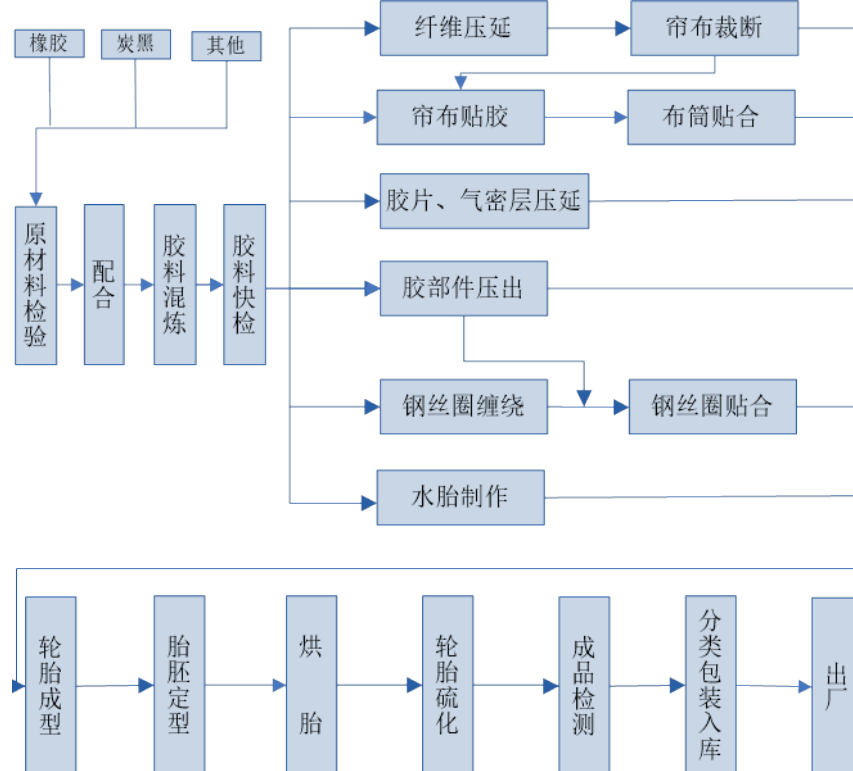 橡胶
炭黑
其他
原材料检验
配合
胶料混炼
胶料快检
纤维压延
帘布裁断
帘布贴胶
布筒贴合
胶片、气密层压延
胶部件压出
钢丝圈缠绕
钢丝圈贴合
水胎制作
轮胎成型
胎胚定型
烘胎
轮胎硫化
成品检测
分类包装入库
出厂